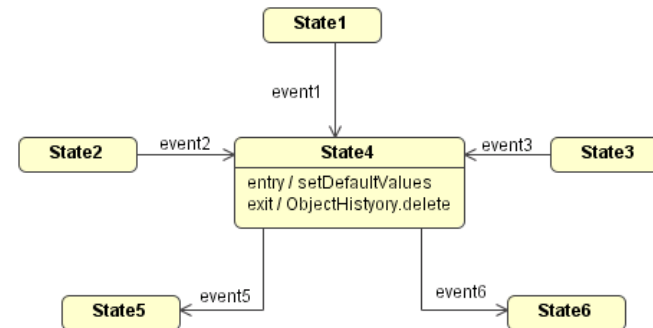 State1
event1
State2
event2
State4
event3
State3
entry / setDefaultValues
exit / ObjectHistyory.delete
event5
event6
State5
State6